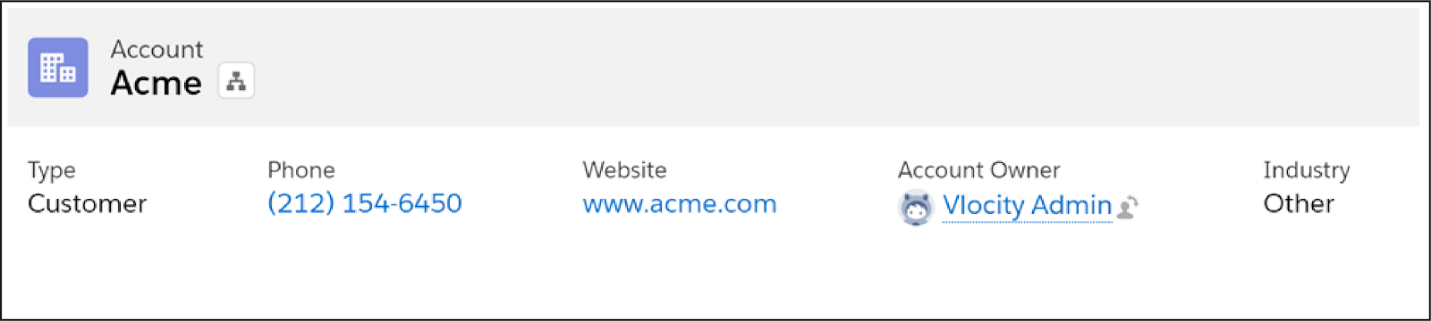 Account
Acme
Type Phone Website Account Owner Industry
Customer (212) 154-6450 www.acme.com Vlocity Admin Other